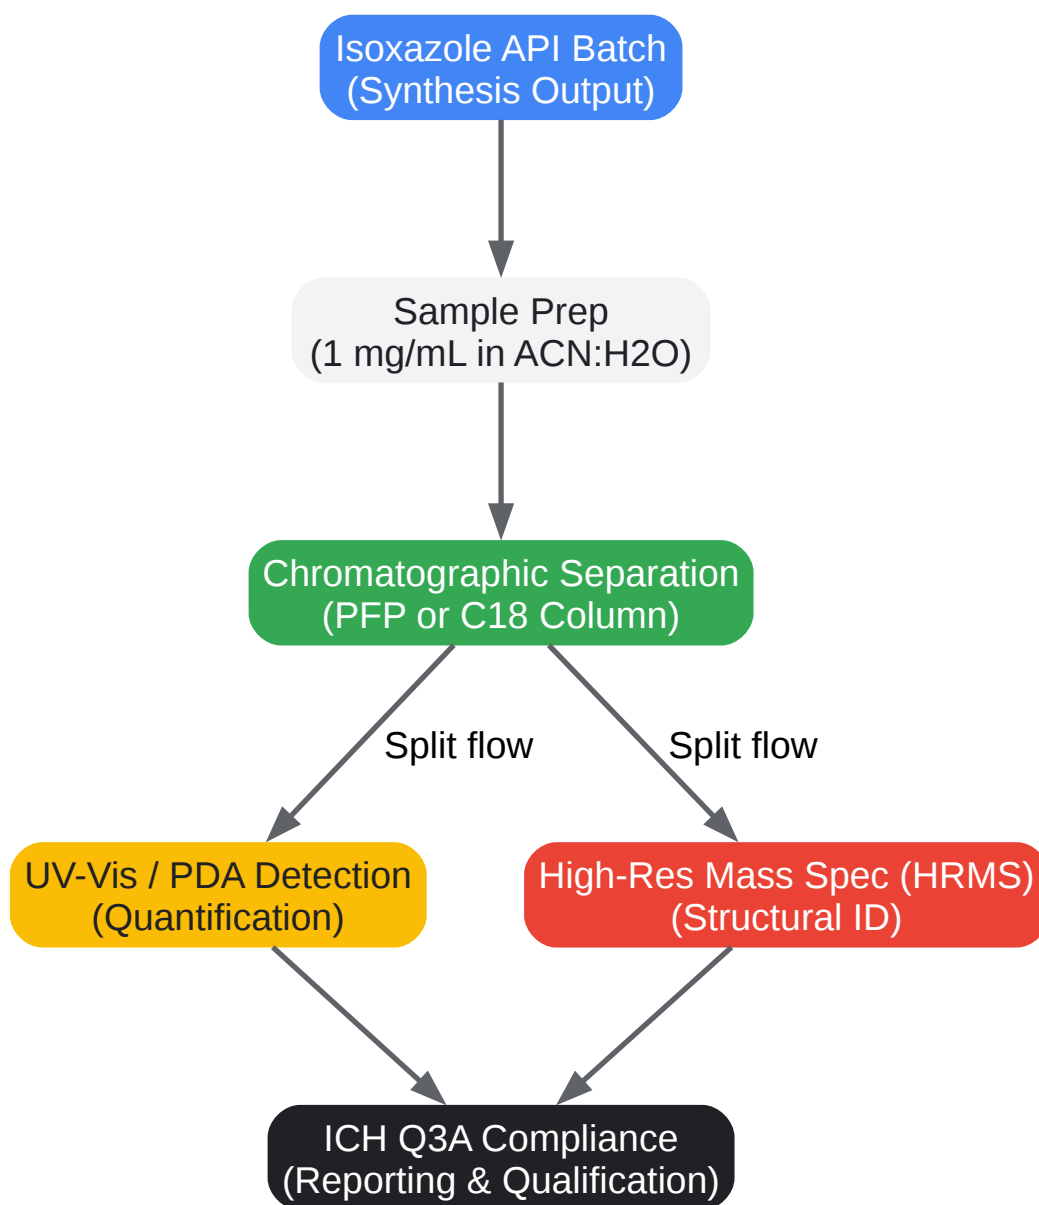 Isoxazole API Batch
(Synthesis Output)
Sample Prep
(1 mg/mL in ACN:H2O)
Chromatographic Separation
(PFP or C18 Column)
Split flow
Split flow
UV-Vis / PDA Detection
(Quantification)
High-Res Mass Spec (HRMS)
(Structural ID)
ICH Q3A Compliance
(Reporting & Qualification)